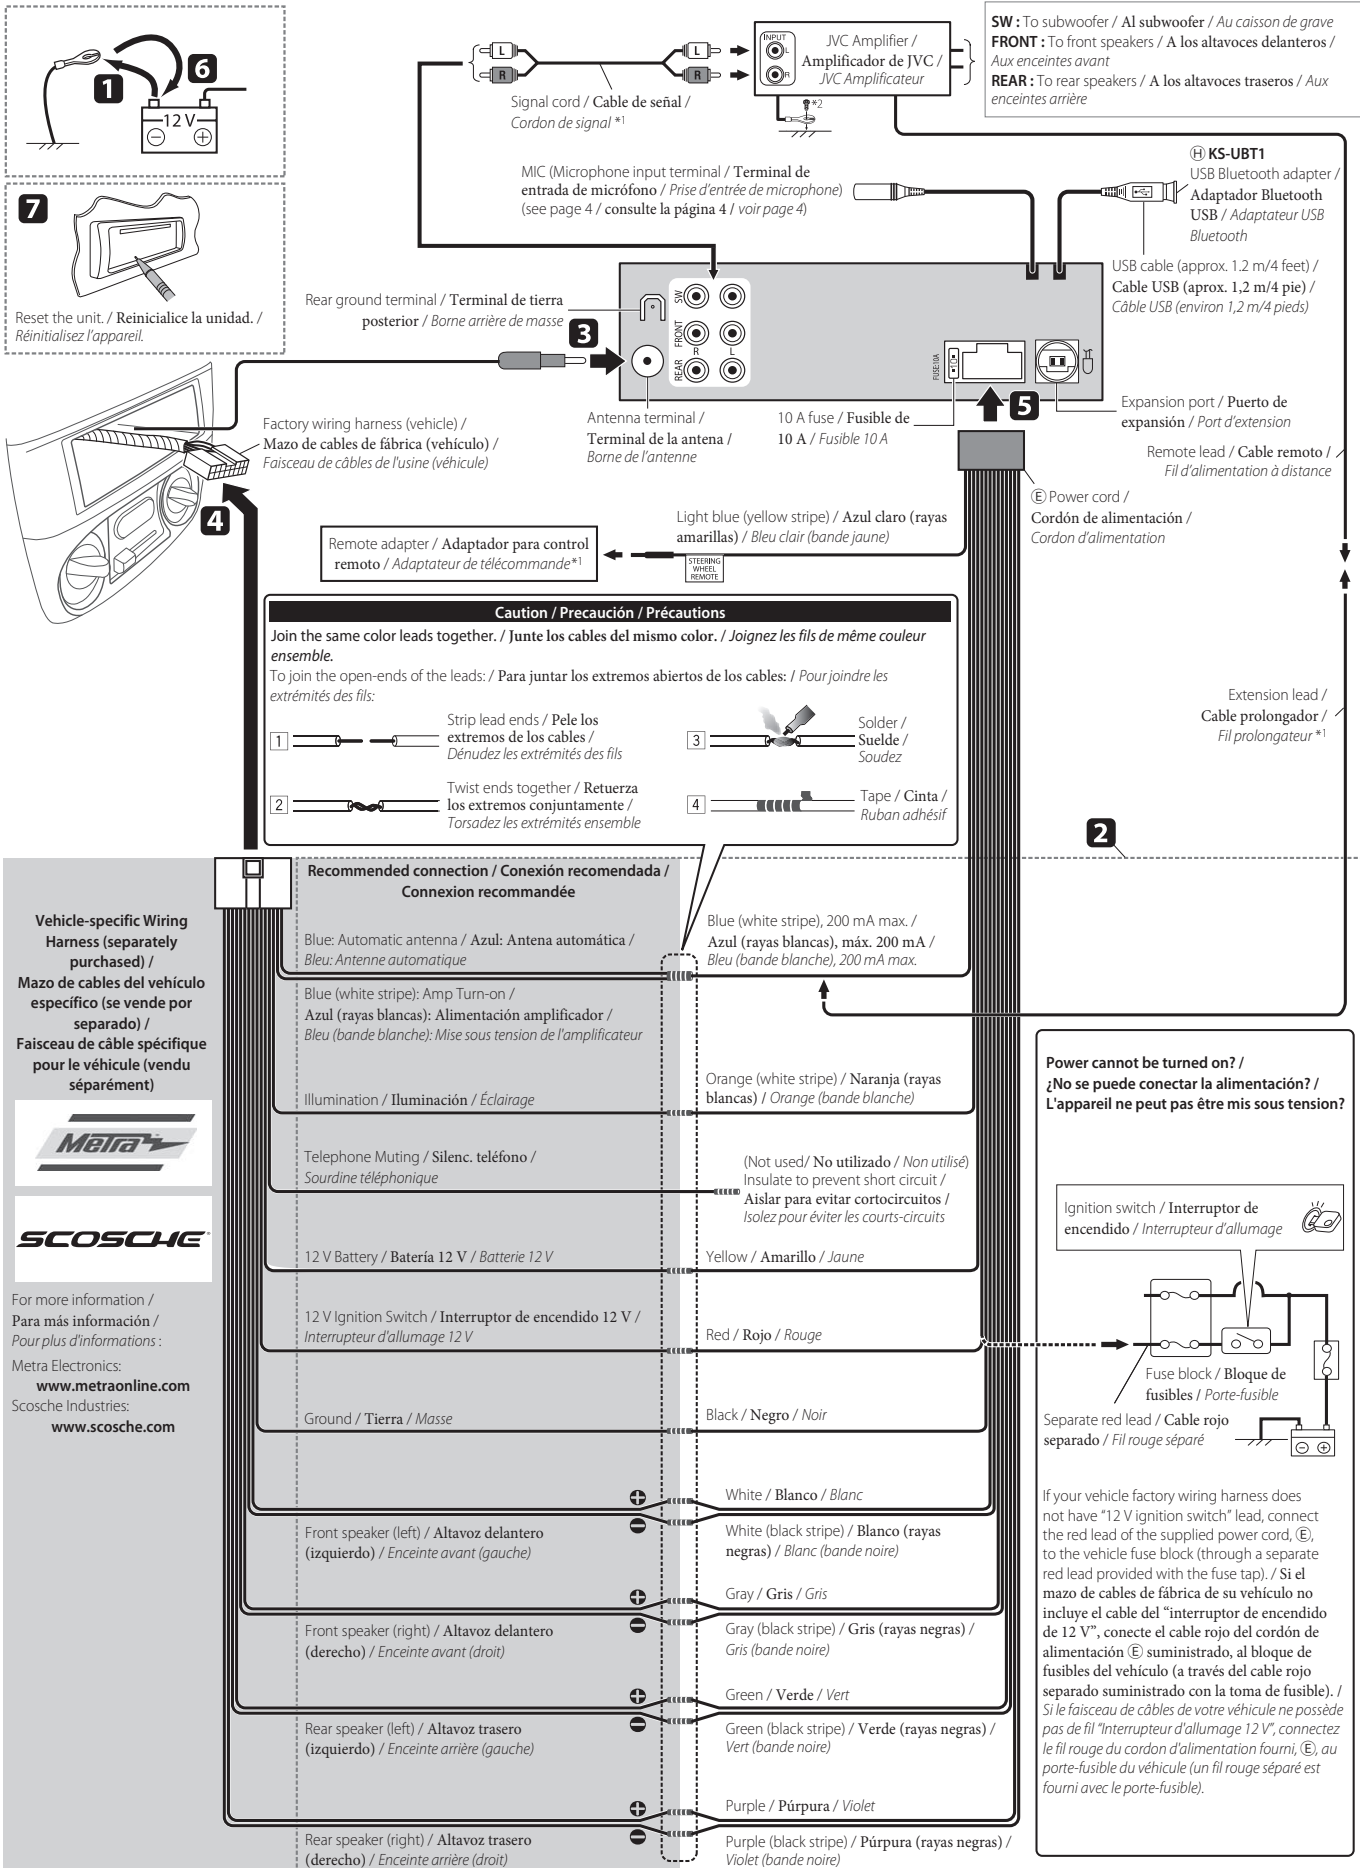 1
6
12 V
7
Reset the unit. / Reinicialice la unidad. /
Réinitialisez l'appareil.
L
R
L
R
Signal cord / Cable de señal /
Cordon de signal *1
INPUT
L
R
JVC Amplifier /
Amplificador de JVC /
JVC Amplificateur
*2
SW : To subwoofer / Al subwoofer / Au caisson de grave
FRONT : To front speakers / A los altavoces delanteros /
Aux enceintes avant
REAR : To rear speakers / A los altavoces traseros / Aux
enceintes arrière
MIC (Microphone input terminal / Terminal de
entrada de micrófono / Prise d'entrée de microphone)
(see page 4 / consulte la página 4 / voir page 4)
Ⓗ KS-UBT1
USB Bluetooth adapter /
Adaptador Bluetooth
USB / Adaptateur USB
Bluetooth
USB cable (approx. 1.2 m/4 feet) /
Cable USB (aprox. 1,2 m/4 pie) /
Câble USB (environ 1,2 m/4 pieds)
Rear ground terminal / Terminal de tierra
posterior / Borne arrière de masse
3
SW
FRONT
R
L
REAR
FUSE:10A
10
Antenna terminal /
Terminal de la antena /
Borne de l'antenne
10 A fuse / Fusible de
10 A / Fusible 10 A
5
Expansion port / Puerto de
expansión / Port d'extension
Remote lead / Cable remoto /
Fil d'alimentation à distance
Factory wiring harness (vehicle) /
Mazo de cables de fábrica (vehículo) /
Faisceau de câbles de l'usine (véhicule)
4
Ⓔ Power cord /
Cordón de alimentación /
Cordon d'alimentation
Light blue (yellow stripe) / Azul claro (rayas
amarillas) / Bleu clair (bande jaune)
Remote adapter / Adaptador para control
remoto / Adaptateur de télécommande*1
STEERING
WHEEL
REMOTE
Caution / Precaución / Précautions
Join the same color leads together. / Junte los cables del mismo color. / Joignez les fils de même couleur
ensemble.
To join the open-ends of the leads: / Para juntar los extremos abiertos de los cables: / Pour joindre les
extrémités des fils:
1
Strip lead ends / Pele los
extremos de los cables /
Dénudez les extrémités des fils
2
Twist ends together / Retuerza
los extremos conjuntamente /
Torsadez les extrémités ensemble
3
Solder /
Suelde /
Soudez
4
Tape / Cinta /
Ruban adhésif
Extension lead /
Cable prolongador /
Fil prolongateur *1
2
Vehicle-specific Wiring
Harness (separately
purchased) /
Mazo de cables del vehículo
específico (se vende por
separado) /
Faisceau de câble spécifique
pour le véhicule (vendu
séparément)
Metra
SCOSCHE
For more information /
Para más información /
Pour plus d'informations :
Metra Electronics:
www.metraonline.com
Scosche Industries:
www.scosche.com
Recommended connection / Conexión recomendada /
Connexion recommandée
Blue: Automatic antenna / Azul: Antena automática /
Bleu: Antenne automatique
Blue (white stripe): Amp Turn-on /
Azul (rayas blancas): Alimentación amplificador /
Bleu (bande blanche): Mise sous tension de l'amplificateur
Blue (white stripe), 200 mA max. /
Azul (rayas blancas), máx. 200 mA /
Bleu (bande blanche), 200 mA max.
Illumination / Iluminación / Éclairage
Orange (white stripe) / Naranja (rayas
blancas) / Orange (bande blanche)
Telephone Muting / Silenc. teléfono /
Sourdine téléphonique
(Not used/ No utilizado / Non utilisé)
Insulate to prevent short circuit /
Aislar para evitar cortocircuitos /
Isolez pour éviter les courts-circuits
12 V Battery / Batería 12 V / Batterie 12 V
Yellow / Amarillo / Jaune
12 V Ignition Switch / Interruptor de encendido 12 V /
Interrupteur d'allumage 12 V
Red / Rojo / Rouge
Ground / Tierra / Masse
Black / Negro / Noir
White / Blanco / Blanc
Front speaker (left) / Altavoz delantero
(izquierdo) / Enceinte avant (gauche)
White (black stripe) / Blanco (rayas
negras) / Blanc (bande noire)
Gray / Gris / Gris
Front speaker (right) / Altavoz delantero
(derecho) / Enceinte avant (droit)
Gray (black stripe) / Gris (rayas negras) /
Gris (bande noire)
Green / Verde / Vert
Rear speaker (left) / Altavoz trasero
(izquierdo) / Enceinte arrière (gauche)
Green (black stripe) / Verde (rayas negras) /
Vert (bande noire)
Purple / Púrpura / Violet
Rear speaker (right) / Altavoz trasero
(derecho) / Enceinte arrière (droit)
Purple (black stripe) / Púrpura (rayas negras) /
Violet (bande noire)
Power cannot be turned on? /
¿No se puede conectar la alimentación? /
L'appareil ne peut pas être mis sous tension?
Ignition switch / Interruptor de
encendido / Interrupteur d'allumage
Fuse block / Bloque de
fusibles / Porte-fusible
Separate red lead / Cable rojo
separado / Fil rouge séparé
If your vehicle factory wiring harness does
not have "12 V ignition switch" lead, connect
the red lead of the supplied power cord, Ⓔ,
to the vehicle fuse block (through a separate
red lead provided with the fuse tap). / Si el
mazo de cables de fábrica de su vehículo no
incluye el cable del "interruptor de encendido
de 12 V", conecte el cable rojo del cordón de
alimentación Ⓔ suministrado, al bloque de
fusibles del vehículo (a través del cable rojo
separado suministrado con la toma de fusible). /
Si le faisceau de câbles de votre véhicule ne possède
pas de fil "Interrupteur d'allumage 12 V", connectez
le fil rouge du cordon d'alimentation fourni, Ⓔ, au
porte-fusible du véhicule (un fil rouge séparé est
fourni avec le porte-fusible).